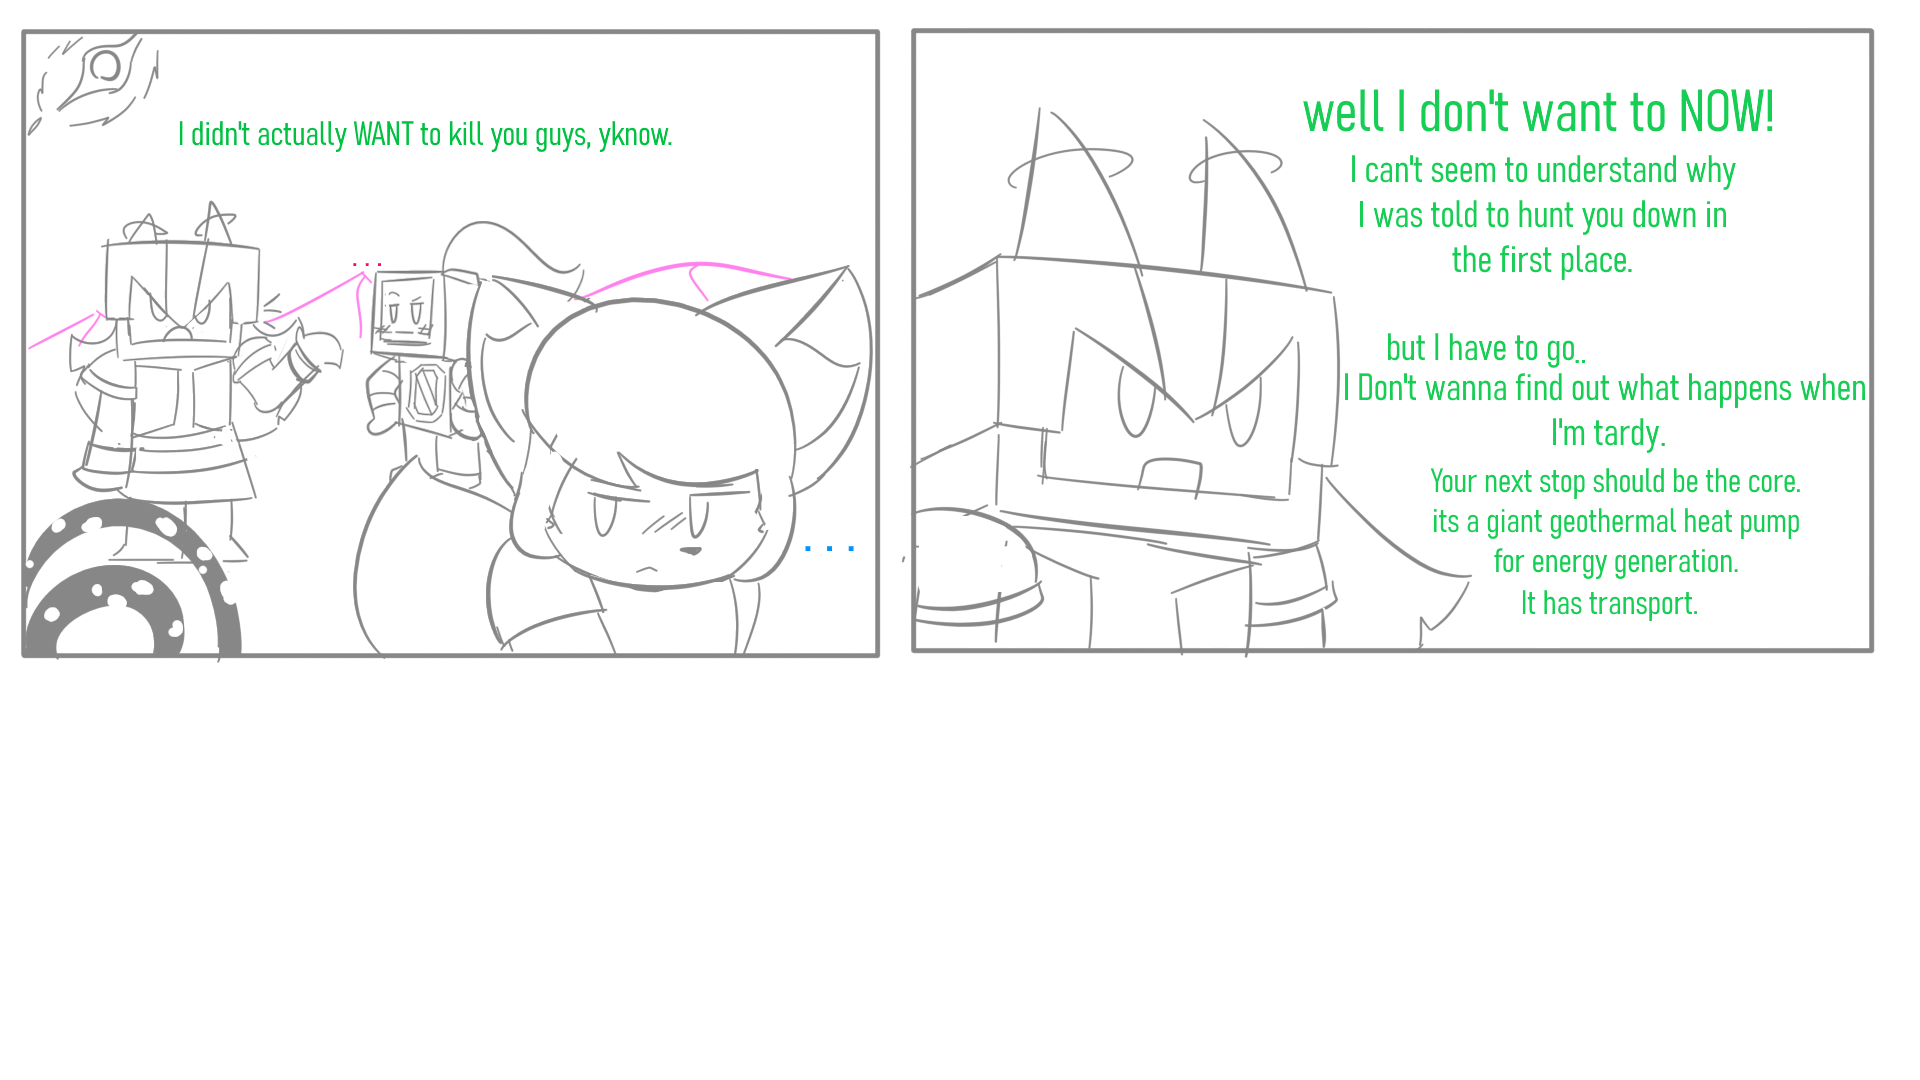 I didn't actually WANT to kill you guys, yknow.
...
...
well I don't want to NOW!
I can't seem to understand why
I was told to hunt you down in
the first place.
but I have to go..
I Don't wanna find out what happens when
I'm tardy.
Your next stop should be the core.
its a giant geothermal heat pump
for energy generation.
It has transport.